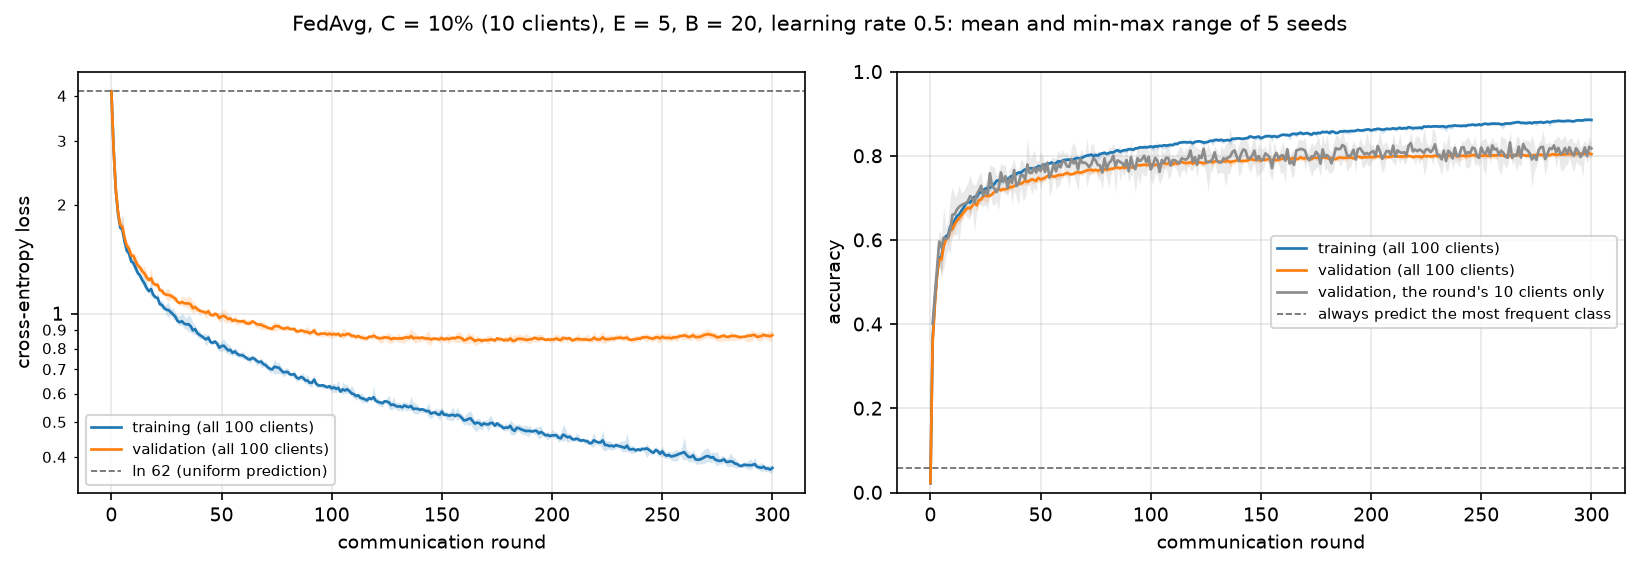 FedAvg, C = 10% (10 clients), E = 5, B = 20, learning rate 0.5: mean and min-max range of 5 seeds
cross-entropy loss
4
3
2
1
0.9
0.8
0.7
0.6
0.5
0.4
training (all 100 clients)
validation (all 100 clients)
ln 62 (uniform prediction)
0 50 100 150 200 250 300
communication round
accuracy
1.0
0.8
0.6
0.4
0.2
0.0
training (all 100 clients)
validation (all 100 clients)
validation, the round's 10 clients only
always predict the most frequent class
0 50 100 150 200 250 300
communication round